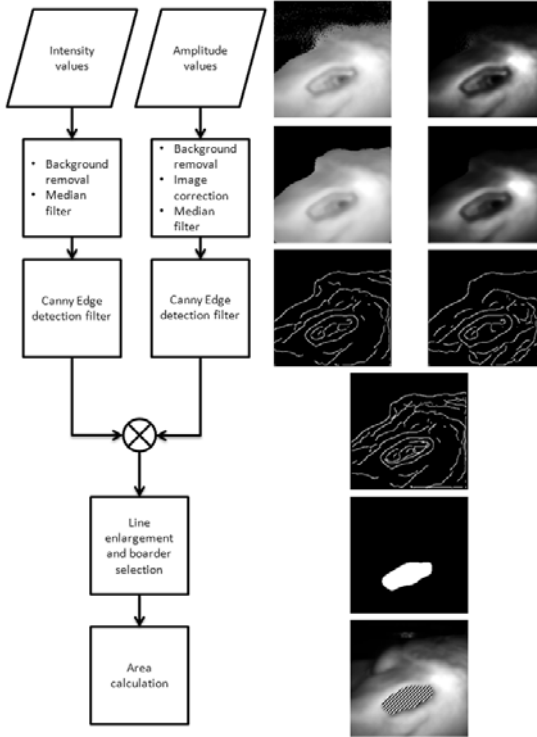 Intensity
values
Amplitude
values
• Background
removal
• Median
filter
• Background
removal
• Image
correction
• Median
filter
Canny Edge
detection filter
Canny Edge
detection filter
Line
enlargement
and boarder
selection
Area
calculation